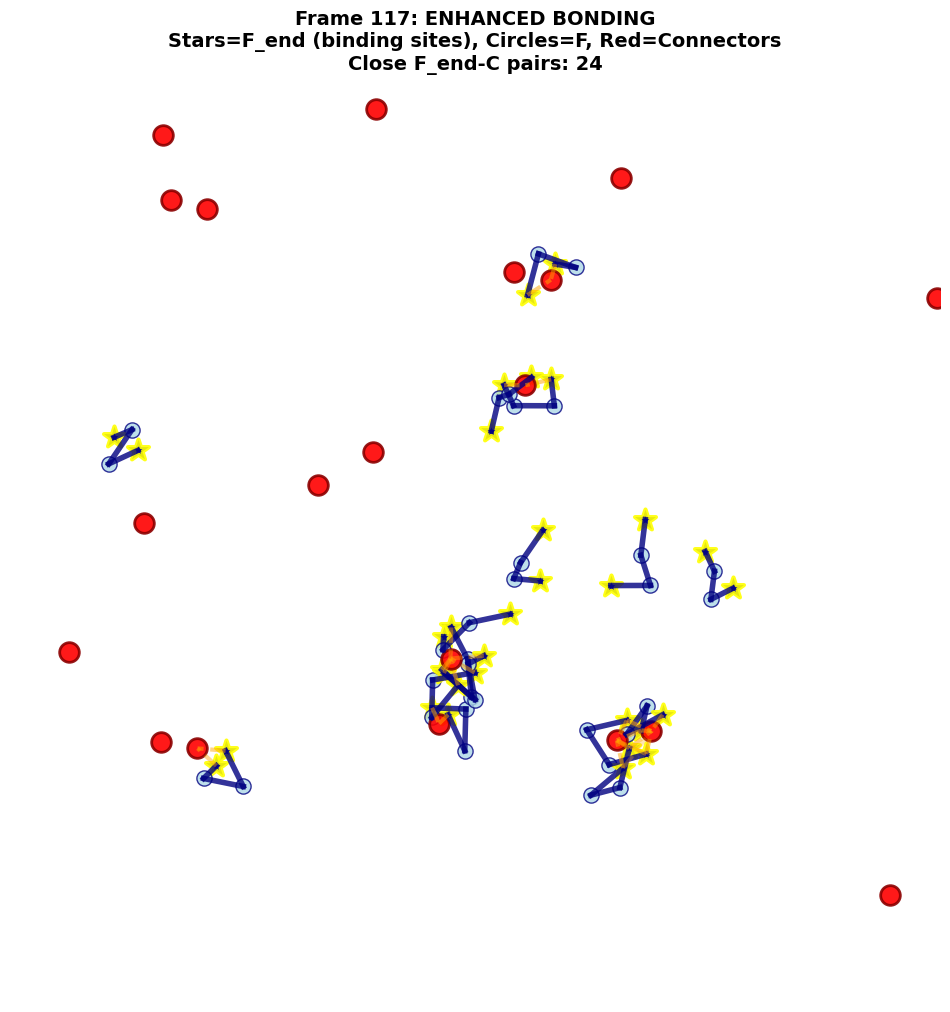 Frame 117: ENHANCED BONDING
Stars=F_end (binding sites), Circles=F, Red=Connectors
Close F_end-C pairs: 24